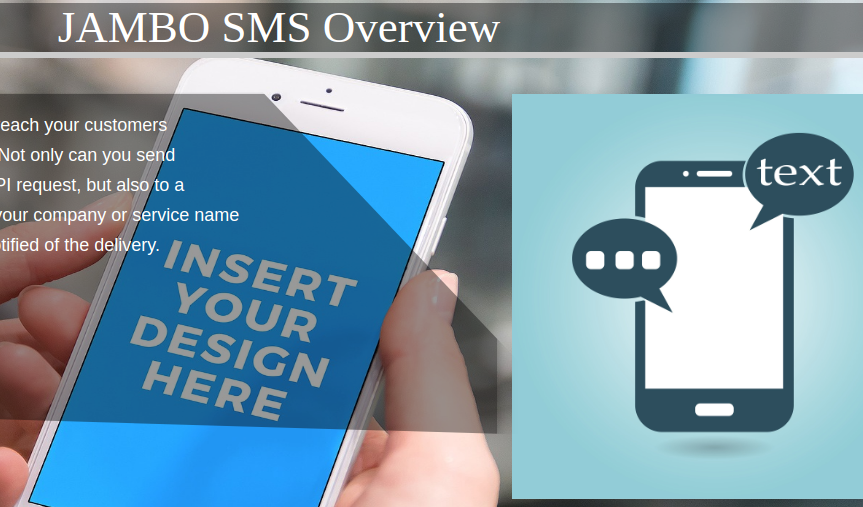 JAMBO SMS Overview
each your customers
Not only can you send
PI request, but also to a
your company or service name
tified of the delivery.
INSERT
YOUR
DESIGN
HERE
text